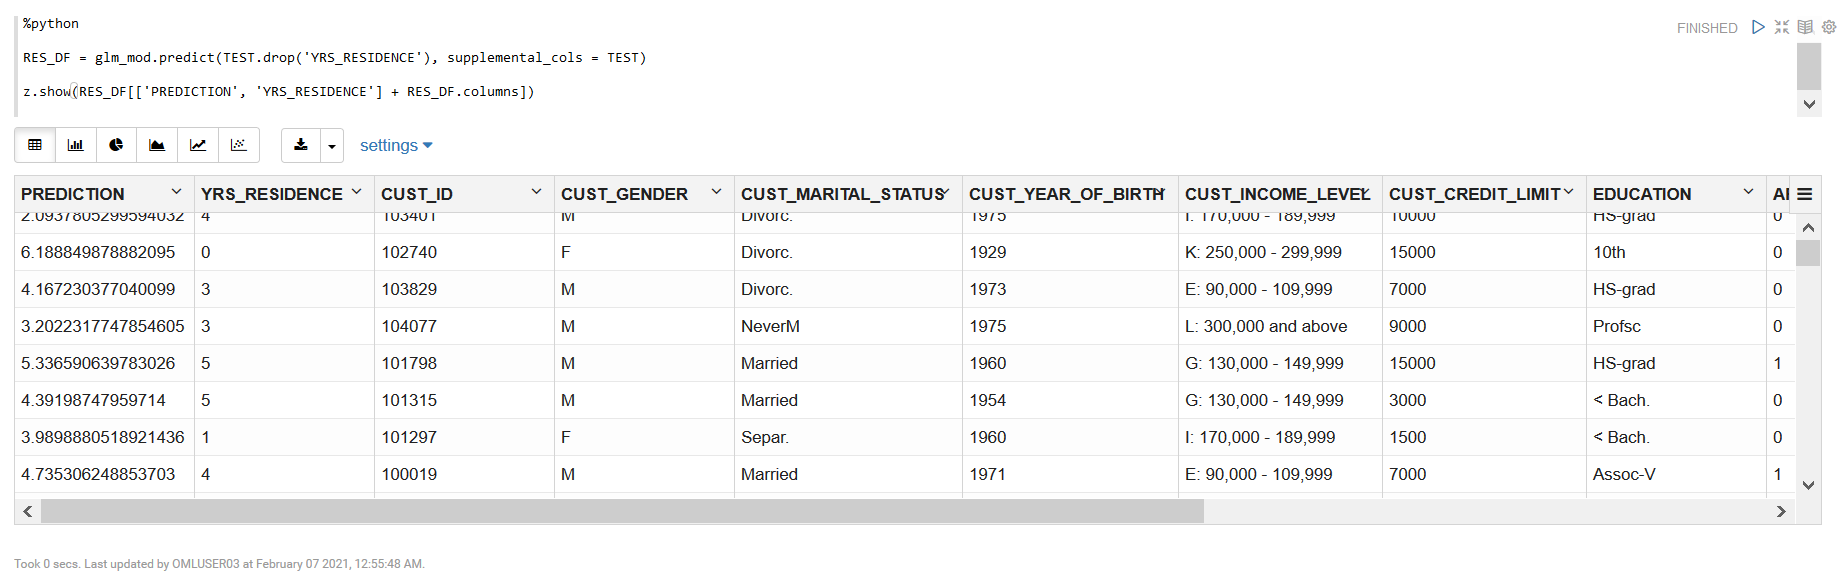 %python
FINISHED
RES_DF = glm_mod.predict(TEST.drop('YRS_RESIDENCE'), supplemental_cols = TEST)
z.show(RES_DF[['PREDICTION', 'YRS_RESIDENCE'] + RES_DF.columns])
settings
PREDICTION YRS_RESIDENCE CUST_ID CUST_GENDER CUST_MARITAL_STATUS CUST_YEAR_OF_BIRTH CUST_INCOME_LEVEL CUST_CREDIT_LIMIT EDUCATION
2.0937805299594032 4 103401 M Divorc. 1975 I: 170,000 - 189,999 10000 HS-grad 0
6.188849878882095 0 102740 F Divorc. 1929 K: 250,000 - 299,999 15000 10th 0
4.167230377040099 3 103829 M Divorc. 1973 E: 90,000 - 109,999 7000 HS-grad 0
3.2022317747854605 3 104077 M NeverM 1975 L: 300,000 and above 9000 Profsc 0
5.336590639783026 5 101798 M Married 1960 G: 130,000 - 149,999 15000 HS-grad 1
4.39198747959714 5 101315 M Married 1954 G: 130,000 - 149,999 3000 < Bach. 0
3.9898880518921436 1 101297 F Separ. 1960 I: 170,000 - 189,999 1500 < Bach. 0
4.735306248853703 4 100019 M Married 1971 E: 90,000 - 109,999 7000 Assoc-V 1
Took 0 secs. Last updated by OMLUSER03 at February 07 2021, 12:55:48 AM.